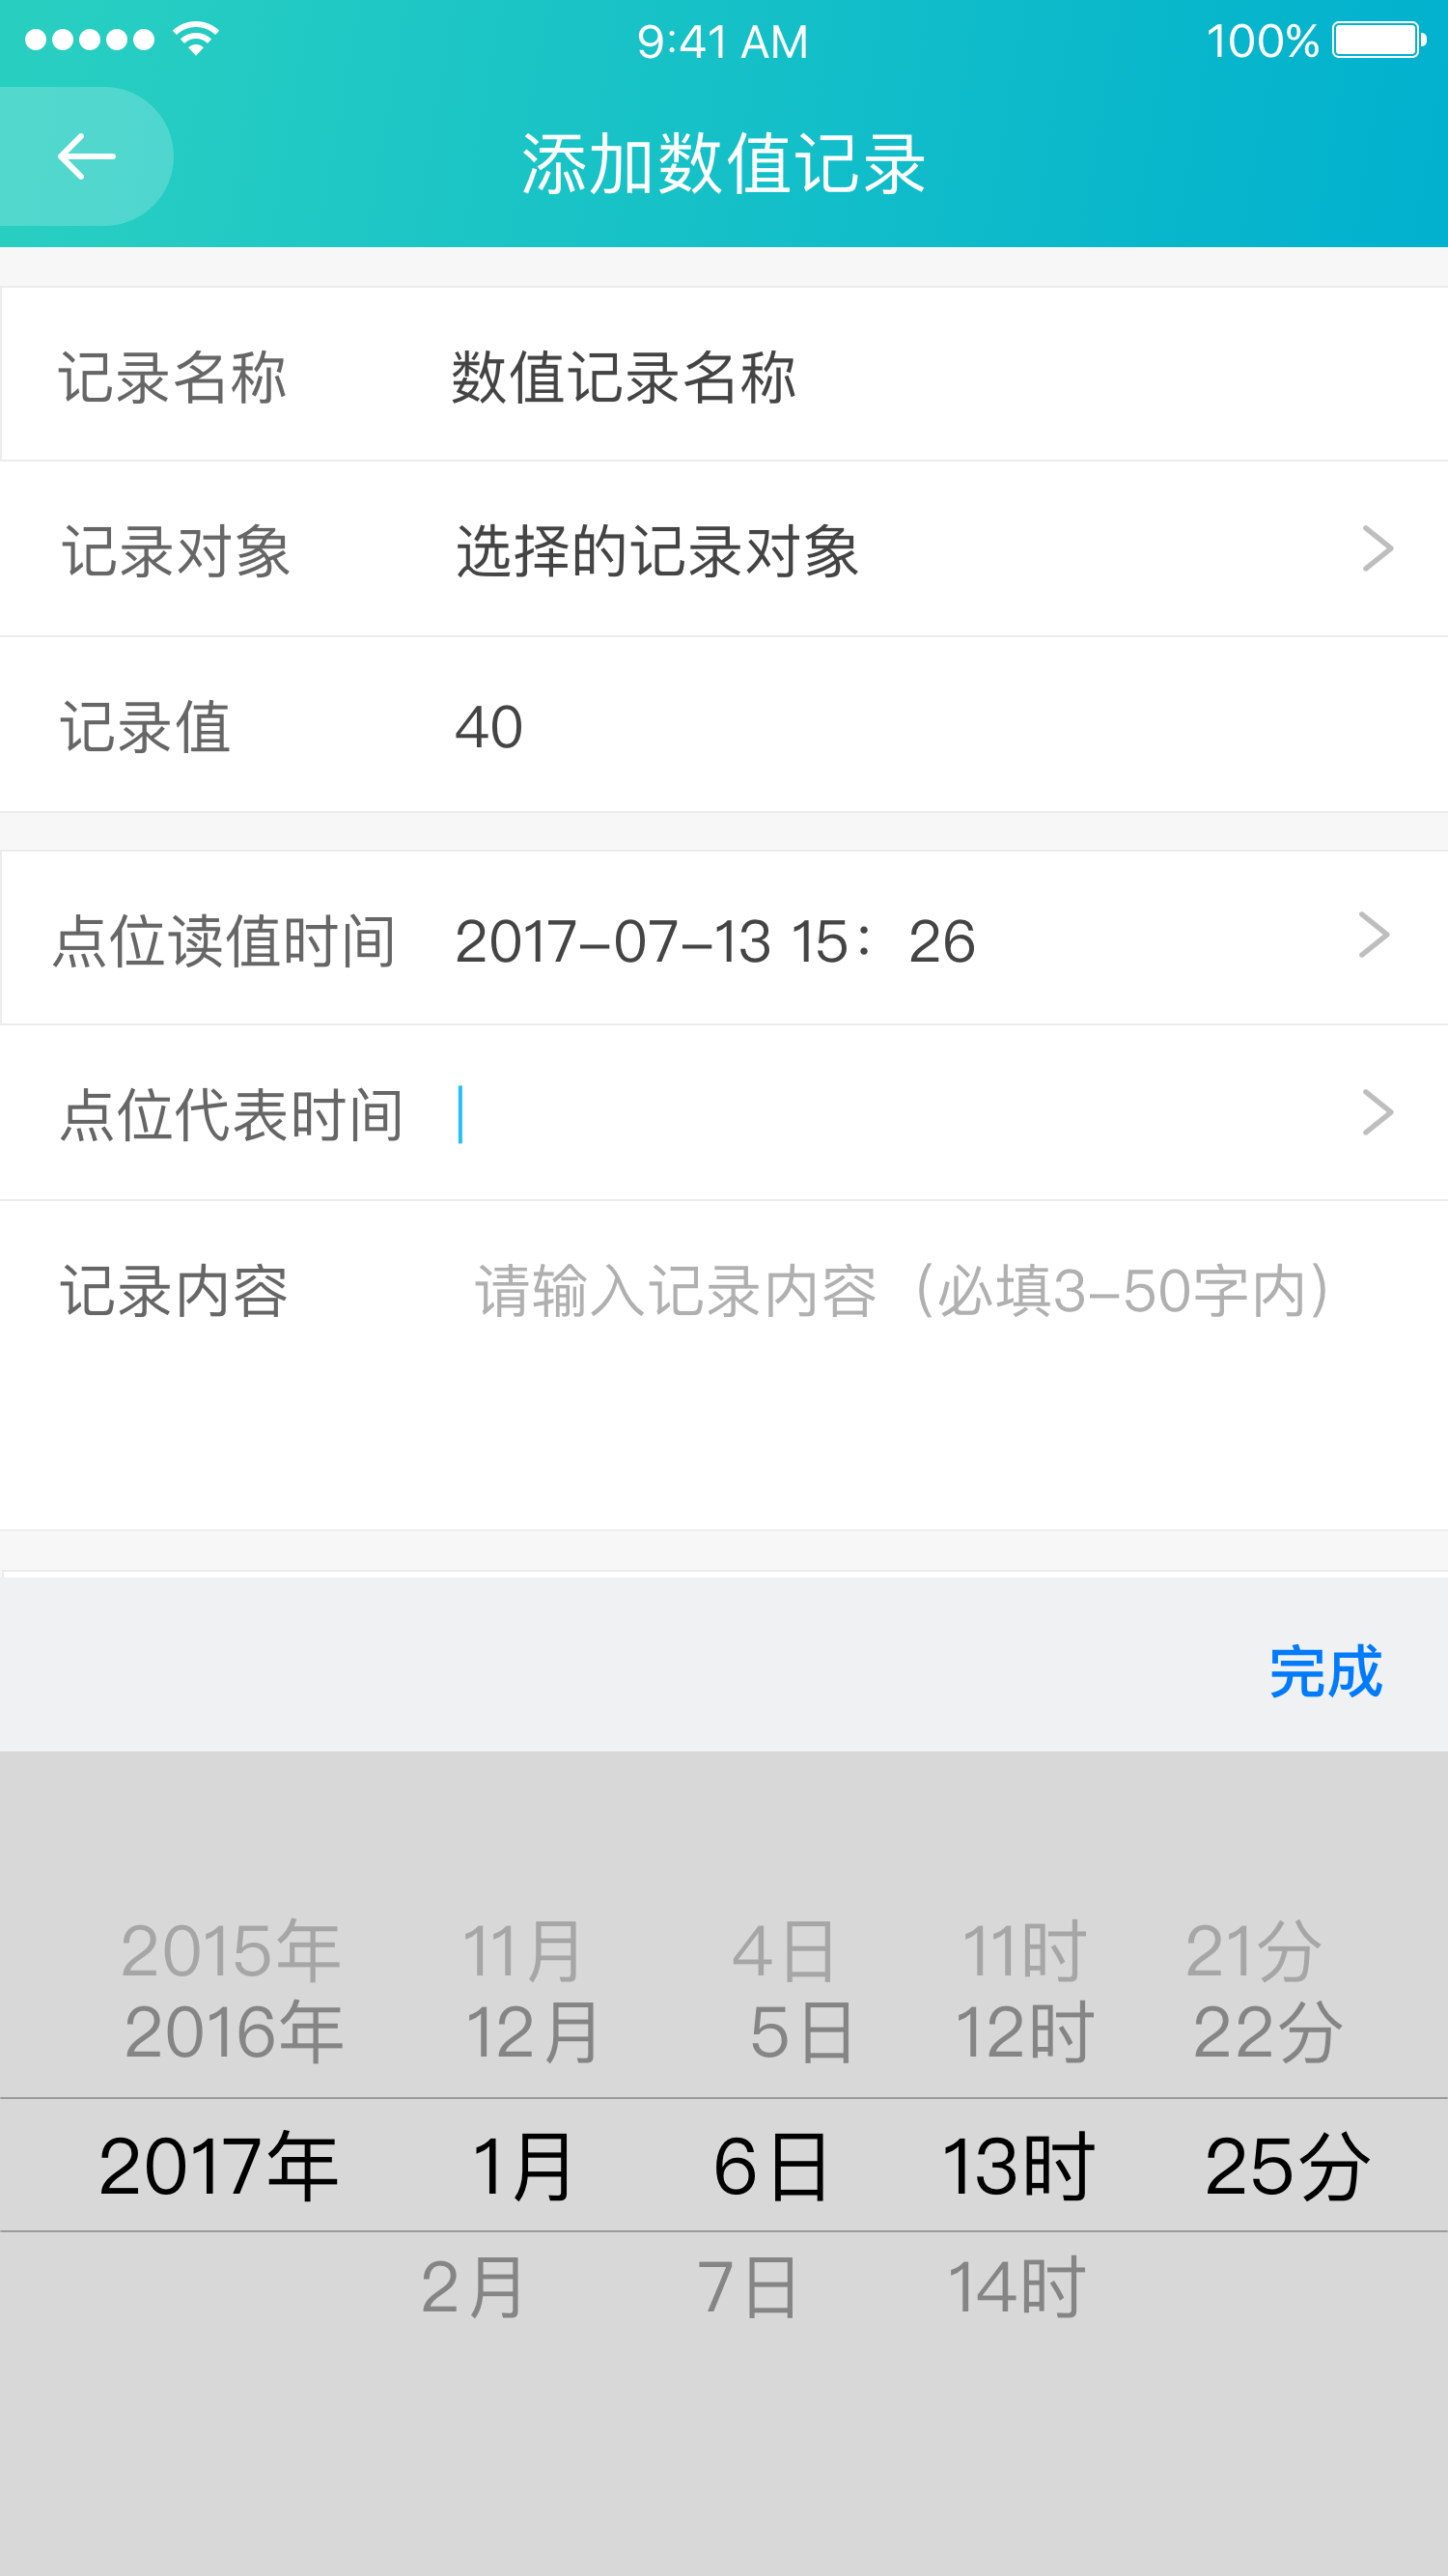 9:41 AM 100%
添加数值记录
记录名称 数值记录名称
记录对象 选择的记录对象
记录值 40
点位读值时间 2017-07-13 15：26
点位代表时间
记录内容 请输入记录内容（必填3-50字内）
完成
2015年 11月 4日 11时 21分
2016年 12月 5日 12时 22分
2017年 1月 6日 13时 25分
2月 7日 14时